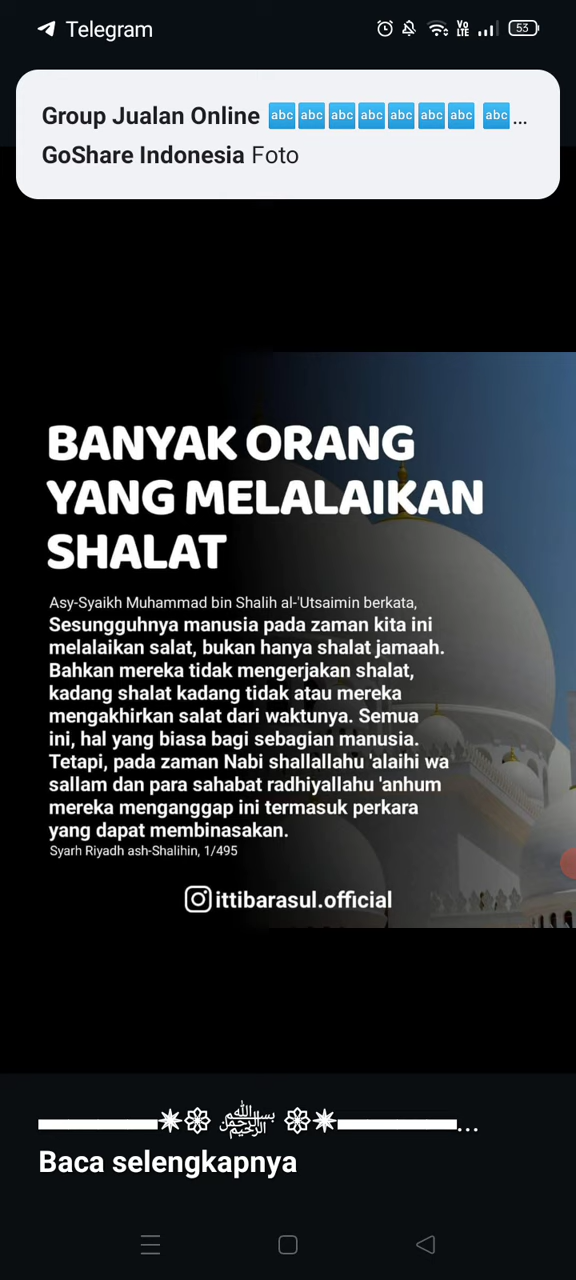 Telegram
Vo LTE
53
Group Jualan Online 🔤🔤🔤🔤🔤🔤🔤 🔤...
GoShare Indonesia Foto
BANYAK ORANG
YANG MELALAIKAN
SHALAT
Asy-Syaikh Muhammad bin Shalih al-'Utsaimin berkata,
Sesungguhnya manusia pada zaman kita ini
melalaikan salat, bukan hanya shalat jamaah.
Bahkan mereka tidak mengerjakan shalat,
kadang shalat kadang tidak atau mereka
mengakhirkan salat dari waktunya. Semua
ini, hal yang biasa bagi sebagian manusia.
Tetapi, pada zaman Nabi shallallahu 'alaihi wa
sallam dan para sahabat radhiyallahu 'anhum
mereka menganggap ini termasuk perkara
yang dapat membinasakan.
Syarh Riyadh ash-Shalihin, 1/495
ittibarasul.official
▬▬▬▬✷❁ ﷽ ❁✷▬▬▬▬...
Baca selengkapnya